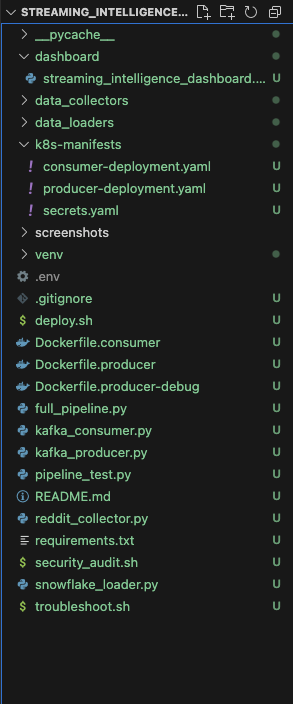 STREAMING_INTELLIGENCE...
__pycache__
dashboard
streaming_intelligence_dashboard.... U
data_collectors
data_loaders
k8s-manifests
! consumer-deployment.yaml U
! producer-deployment.yaml U
! secrets.yaml U
screenshots
venv
.env
.gitignore U
$ deploy.sh U
Dockerfile.consumer U
Dockerfile.producer U
Dockerfile.producer-debug U
full_pipeline.py U
kafka_consumer.py U
kafka_producer.py U
pipeline_test.py U
README.md U
reddit_collector.py U
requirements.txt U
$ security_audit.sh U
snowflake_loader.py U
$ troubleshoot.sh U